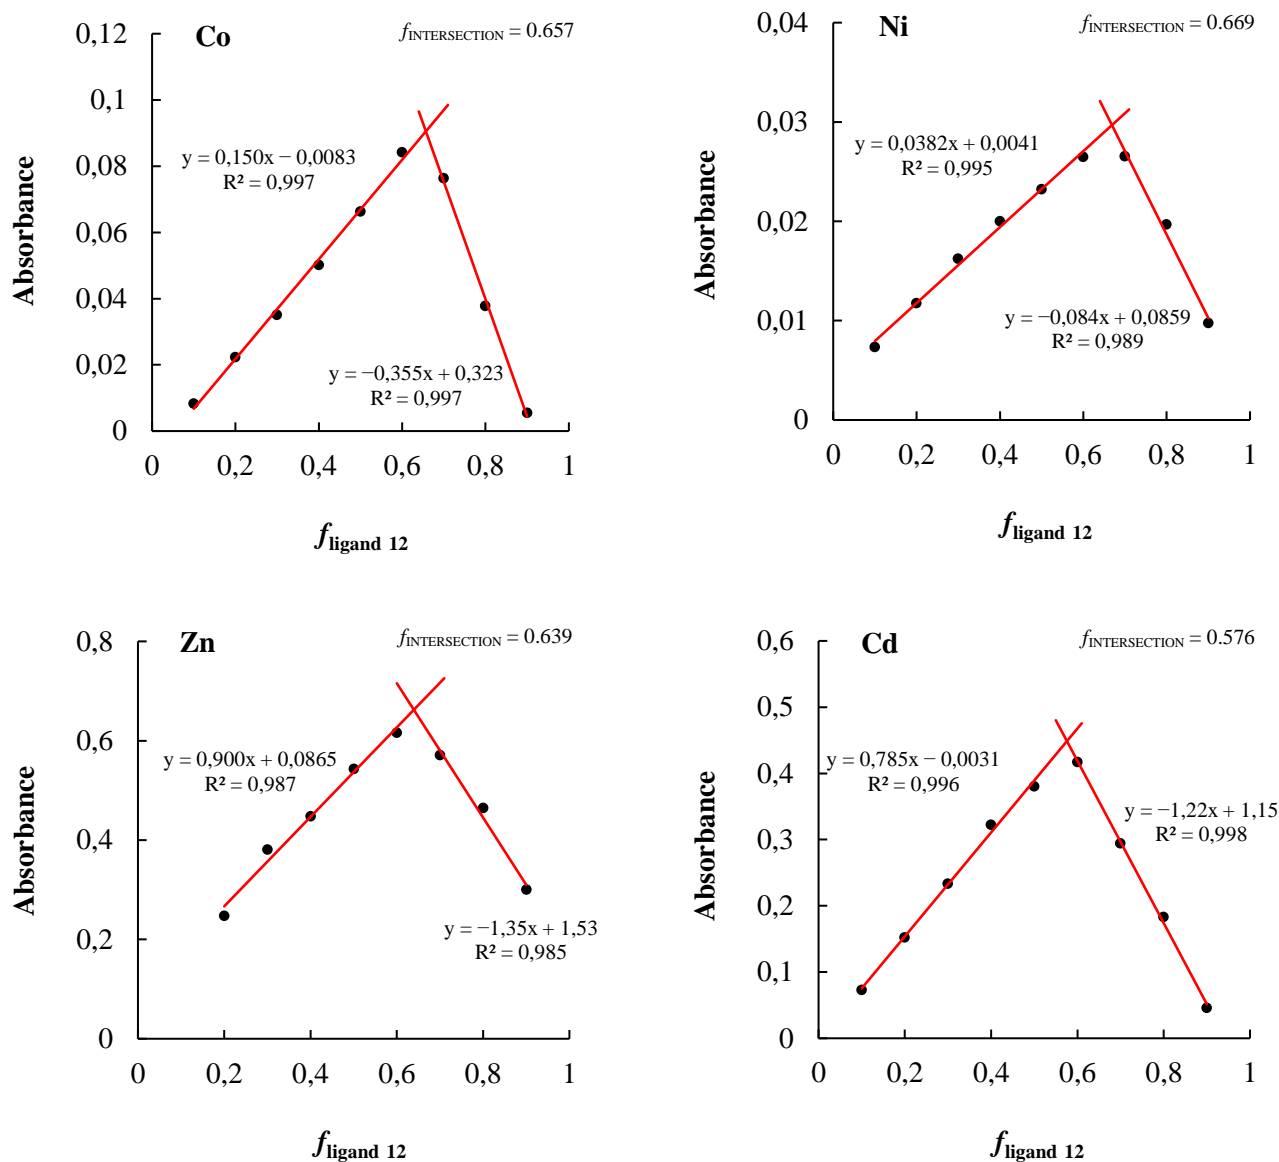 Co
f_INTERSECTION = 0.657
0,12
0,1
0,08
0,06
0,04
0,02
0
y = 0,150x − 0,0083
R² = 0,997
y = −0,355x + 0,323
R² = 0,997
Absorbance
0 0,2 0,4 0,6 0,8 1
f_ligand 12
Ni
f_INTERSECTION = 0.669
0,04
0,03
0,02
0,01
0
y = 0,0382x + 0,0041
R² = 0,995
y = −0,084x + 0,0859
R² = 0,989
Absorbance
0 0,2 0,4 0,6 0,8 1
f_ligand 12
Zn
f_INTERSECTION = 0.639
0,8
0,6
0,4
0,2
0
y = 0,900x + 0,0865
R² = 0,987
y = −1,35x + 1,53
R² = 0,985
Absorbance
0 0,2 0,4 0,6 0,8 1
f_ligand 12
Cd
f_INTERSECTION = 0.576
0,6
0,5
0,4
0,3
0,2
0,1
0
y = 0,785x − 0,0031
R² = 0,996
y = −1,22x + 1,15
R² = 0,998
Absorbance
0 0,2 0,4 0,6 0,8 1
f_ligand 12